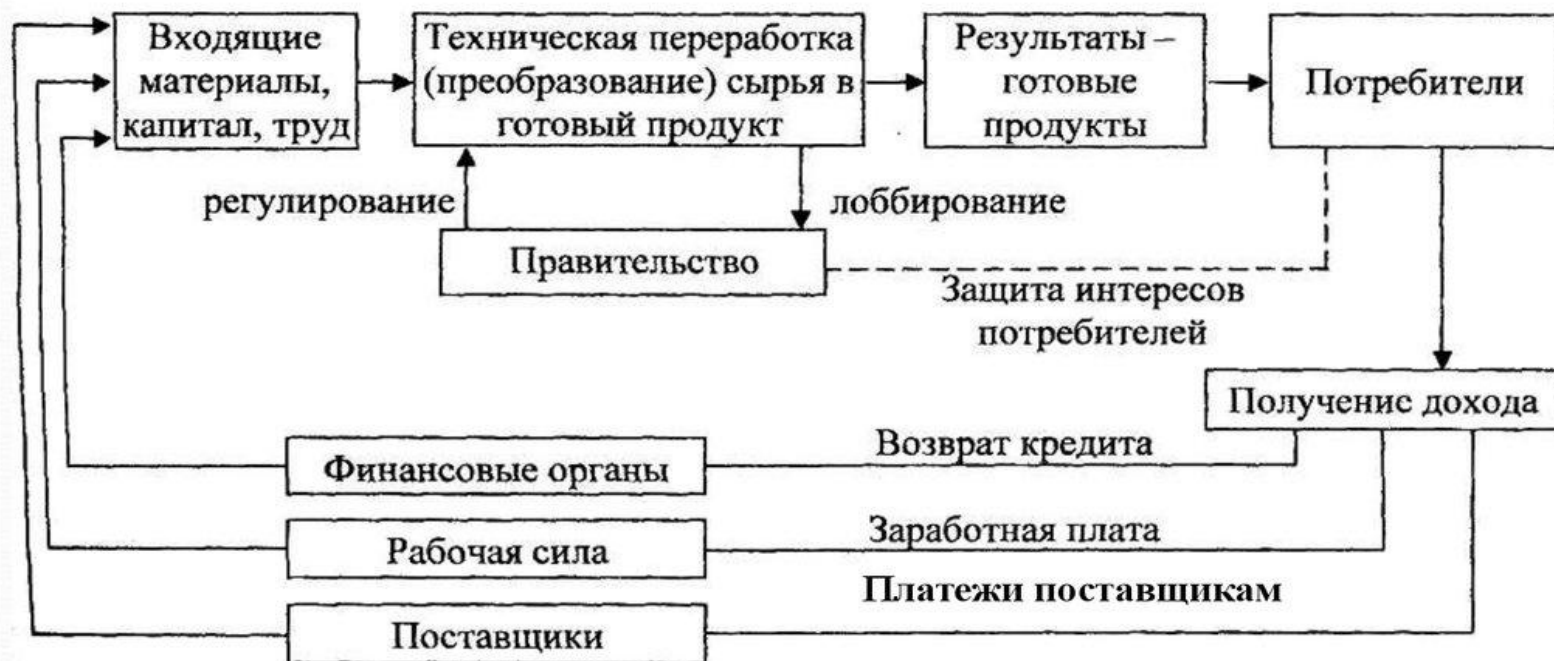 Входящие
материалы,
капитал, труд
Техническая переработка
(преобразование) сырья в
готовый продукт
Результаты –
готовые
продукты
Потребители
регулирование
лоббирование
Правительство
Защита интересов
потребителей
Получение дохода
Возврат кредита
Финансовые органы
Заработная плата
Рабочая сила
Платежи поставщикам
Поставщики